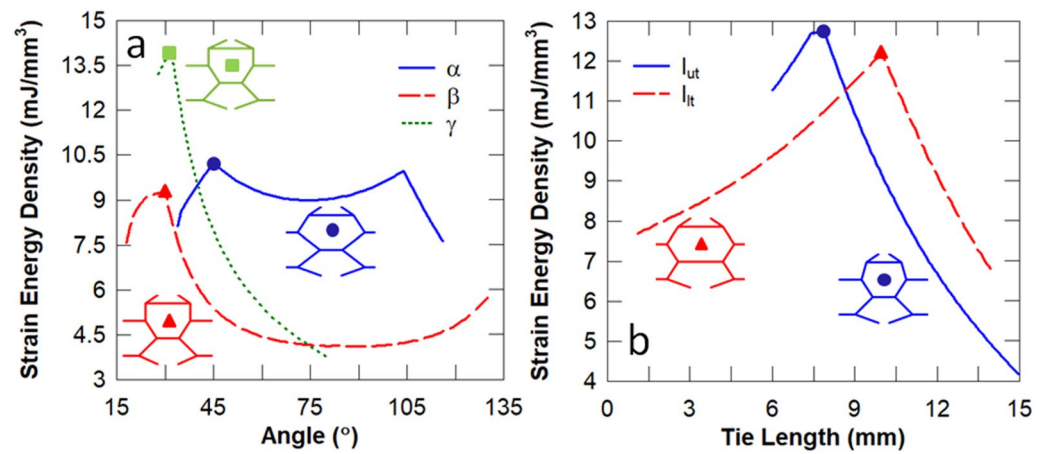 Strain Energy Density (mJ/mm³)
15
13.5
12
10.5
9
7.5
6
4.5
3
a
α
β
γ
15 45 75 105 135
Angle (°)
Strain Energy Density (mJ/mm³)
13
12
11
10
9
8
7
6
5
4
l_ut
l_lt
b
0 3 6 9 12 15
Tie Length (mm)